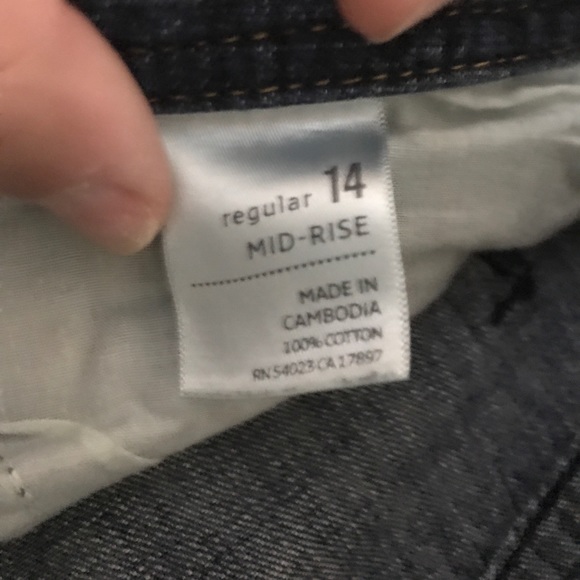 regular 14
MID-RISE
MADE IN
CAMBODIA
100% COTTON
RN 54023 CA 17897